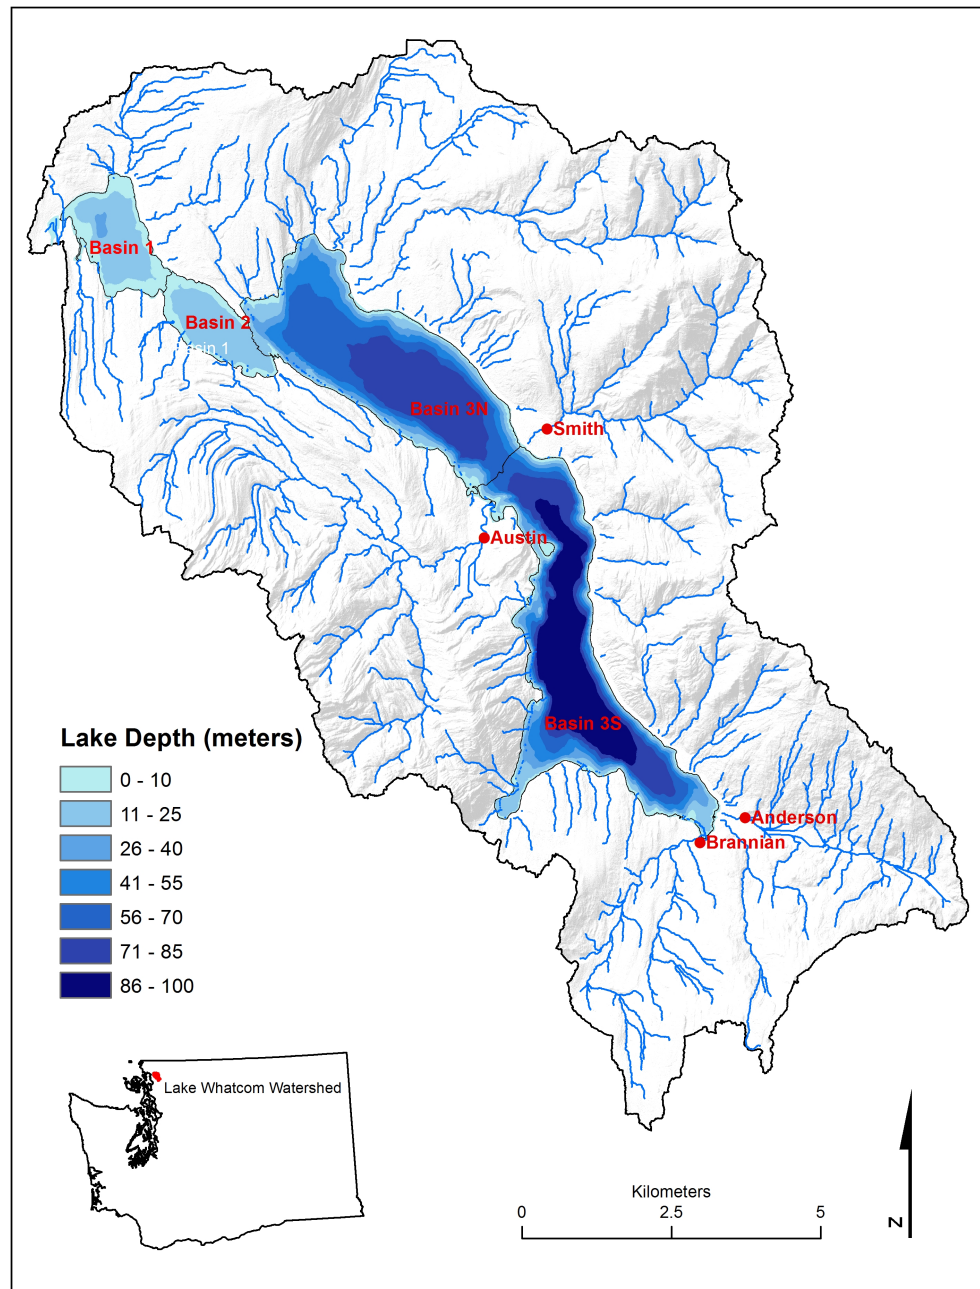 Basin 1
Basin 2
Basin 1
Basin 3N
Smith
Austin
Basin 3S
Anderson
Brannian
Lake Depth (meters)
0 - 10
11 - 25
26 - 40
41 - 55
56 - 70
71 - 85
86 - 100
Lake Whatcom Watershed
Kilometers
0 2.5 5
N